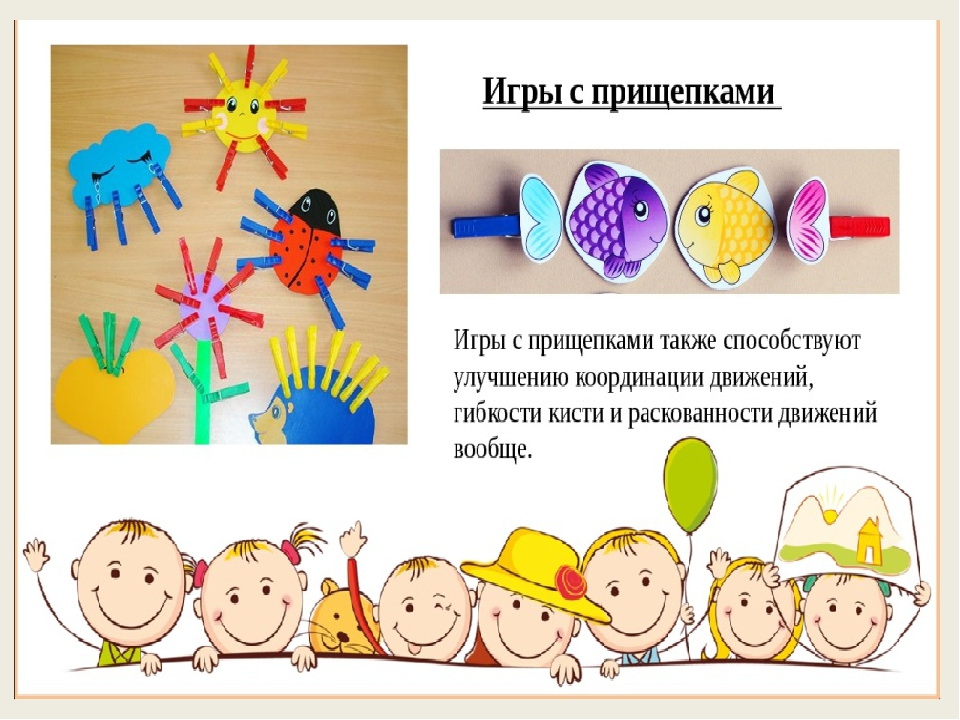 Игры с прищепками
Игры с прищепками также способствуют
улучшению координации движений,
гибкости кисти и раскованности движений
вообще.